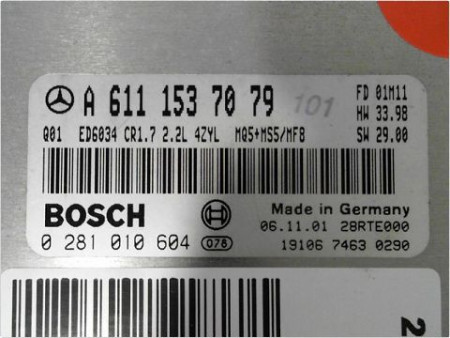 A 611 153 70 79 101 FD 01M11
HW 33.98
Q01 ED6034 CR1.7 2.2L 4ZYL MQ5+MS5/MF8 SW 29.00
BOSCH Made in Germany
06.11.01 28RTE000
0 281 010 604 078 19106 7463 0290
2